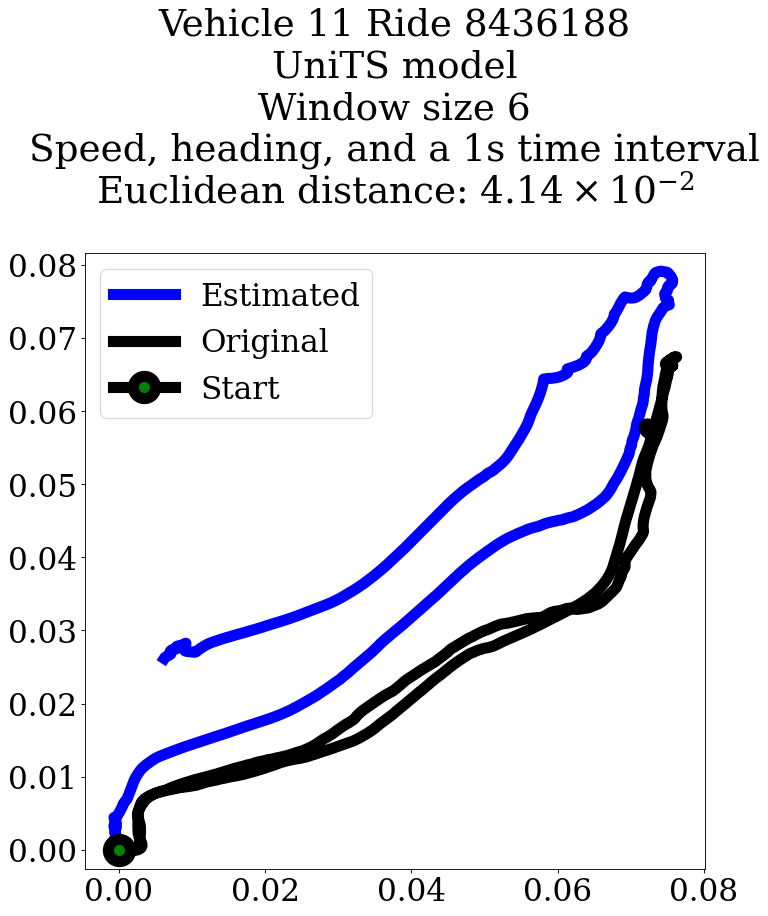 Vehicle 11 Ride 8436188
UniTS model
Window size 6
Speed, heading, and a 1s time interval
Euclidean distance: 4.14 × 10⁻²
0.08
0.07
0.06
0.05
0.04
0.03
0.02
0.01
0.00
Estimated
Original
Start
0.00 0.02 0.04 0.06 0.08